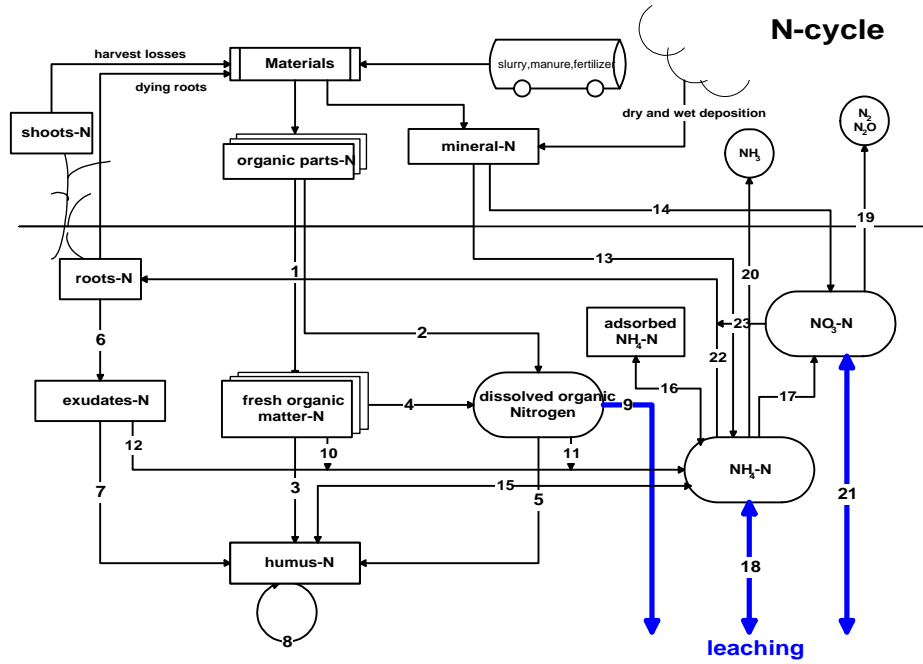 N-cycle
harvest losses
Materials
slurry,manure,fertilizer
dying roots
dry and wet deposition
N₂
N₂O
shoots-N
organic parts-N
mineral-N
NH₃
14
19
13
1
20
roots-N
2
adsorbed
NH₄-N
23
NO₃-N
6
22
16
17
exudates-N
fresh organic
matter-N
4
dissolved organic
Nitrogen
9
12
10
11
NH₄-N
7
3
15
5
21
humus-N
18
8
leaching